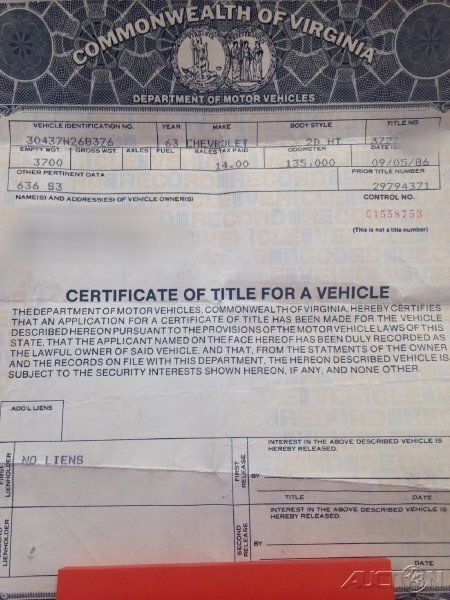 COMMONWEALTH OF VIRGINIA
DEPARTMENT OF MOTOR VEHICLES
VEHICLE IDENTIFICATION NO. YEAR MAKE BODY STYLE TITLE NO.
30437N268376 63 CHEVROLET 2D HT
EMPTY WGT. GROSS WGT. AXLES FUEL SALES TAX PAID ODOMETER DATE ISS
3700 14.00 135,000 09/05/86
OTHER PERTINENT DATA PRIOR TITLE NUMBER
636 S3 29794371
NAME(S) AND ADDRESS(ES) OF VEHICLE OWNER(S) CONTROL NO.
C1558753
(This is not a title number)
CERTIFICATE OF TITLE FOR A VEHICLE
THE DEPARTMENT OF MOTOR VEHICLES, COMMONWEALTH OF VIRGINIA, HEREBY CERTIFIES
THAT AN APPLICATION FOR A CERTIFICATE OF TITLE HAS BEEN MADE FOR THE VEHICLE
DESCRIBED HEREON PURSUANT TO THE PROVISIONS OF THE MOTOR VEHICLE LAWS OF THIS
STATE, THAT THE APPLICANT NAMED ON THE FACE HEREOF HAS BEEN DULY RECORDED AS
THE LAWFUL OWNER OF SAID VEHICLE, AND THAT, FROM THE STATMENTS OF THE OWNER
AND THE RECORDS ON FILE WITH THIS DEPARTMENT, THE HEREON DESCRIBED VEHICLE IS
SUBJECT TO THE SECURITY INTERESTS SHOWN HEREON, IF ANY, AND NONE OTHER.
ADD'L LIENS
FIRST LIENHOLDER
NO LIENS
FIRST RELEASE
INTEREST IN THE ABOVE DESCRIBED VEHICLE IS
HEREBY RELEASED.
BY
TITLE DATE
SECOND LIENHOLDER
SECOND RELEASE
INTEREST IN THE ABOVE DESCRIBED VEHICLE IS
HEREBY RELEASED.
BY
DATE
AUCTION